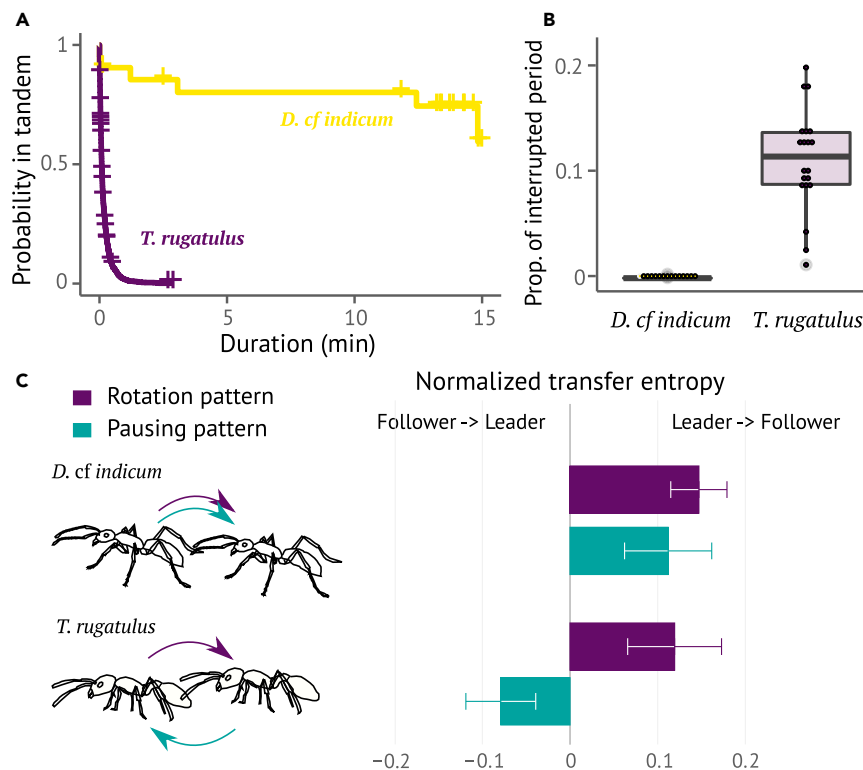 A
Probability in tandem
1
0.5
0
D. cf indicum
T. rugatulus
0
5
10
15
Duration (min)
B
Prop. of interrupted period
0.2
0.1
0
D. cf indicum
T. rugatulus
C
Rotation pattern
Pausing pattern
Normalized transfer entropy
Follower -> Leader
Leader -> Follower
D. cf indicum
T. rugatulus
−0.2
−0.1
0
0.1
0.2